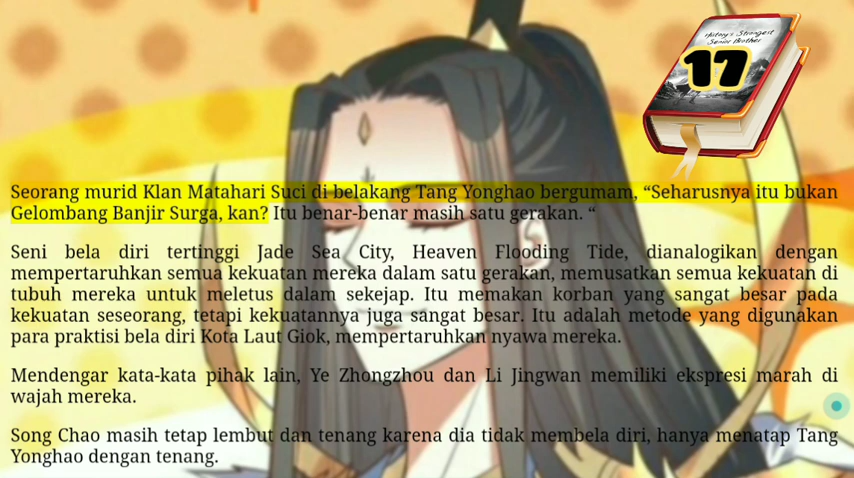 History's Strongest
Senior Brother
17
Seorang murid Klan Matahari Suci di belakang Tang Yonghao bergumam, “Seharusnya itu bukan
Gelombang Banjir Surga, kan? Itu benar-benar masih satu gerakan. “
Seni bela diri tertinggi Jade Sea City, Heaven Flooding Tide, dianalogikan dengan
mempertaruhkan semua kekuatan mereka dalam satu gerakan, memusatkan semua kekuatan di
tubuh mereka untuk meletus dalam sekejap. Itu memakan korban yang sangat besar pada
kekuatan seseorang, tetapi kekuatannya juga sangat besar. Itu adalah metode yang digunakan
para praktisi bela diri Kota Laut Giok, mempertaruhkan nyawa mereka.
Mendengar kata-kata pihak lain, Ye Zhongzhou dan Li Jingwan memiliki ekspresi marah di
wajah mereka.
Song Chao masih tetap lembut dan tenang karena dia tidak membela diri, hanya menatap Tang
Yonghao dengan tenang.